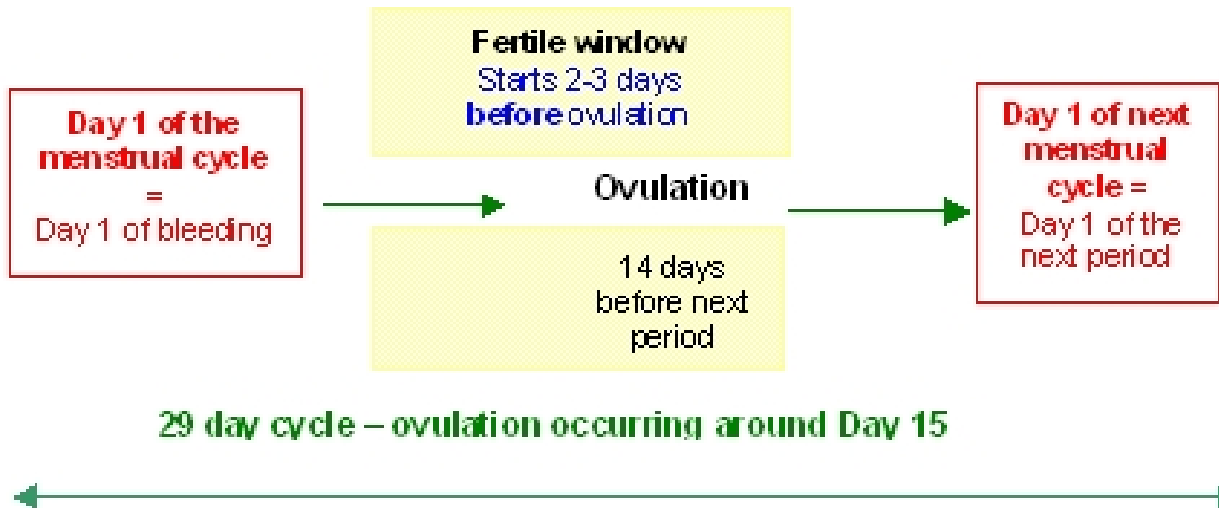 Fertile window
Starts 2-3 days
before ovulation
Day 1 of the
menstrual cycle
=
Day 1 of bleeding
Ovulation
14 days
before next
period
Day 1 of next
menstrual
cycle =
Day 1 of the
next period
29 day cycle – ovulation occurring around Day 15